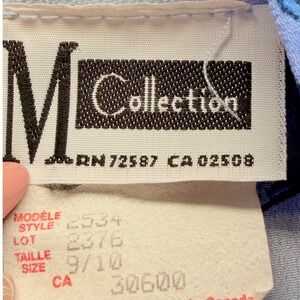 M Collection
RN 72587 CA 02508
MODÈLE
STYLE 2534
LOT 2376
TAILLE
SIZE 9/10
CA 30600